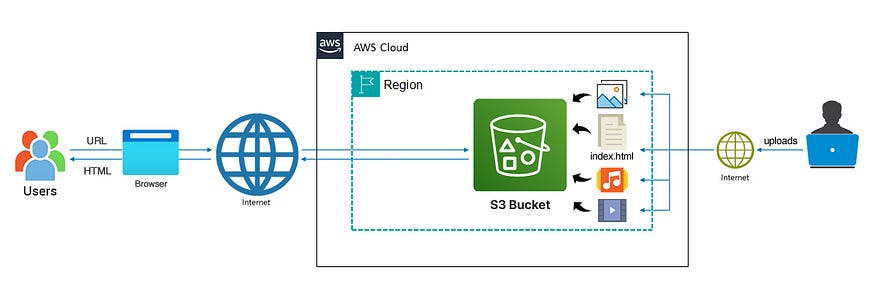 aws
AWS Cloud
Region
URL
HTML
Users
Browser
Internet
S3 Bucket
index.html
uploads
Internet